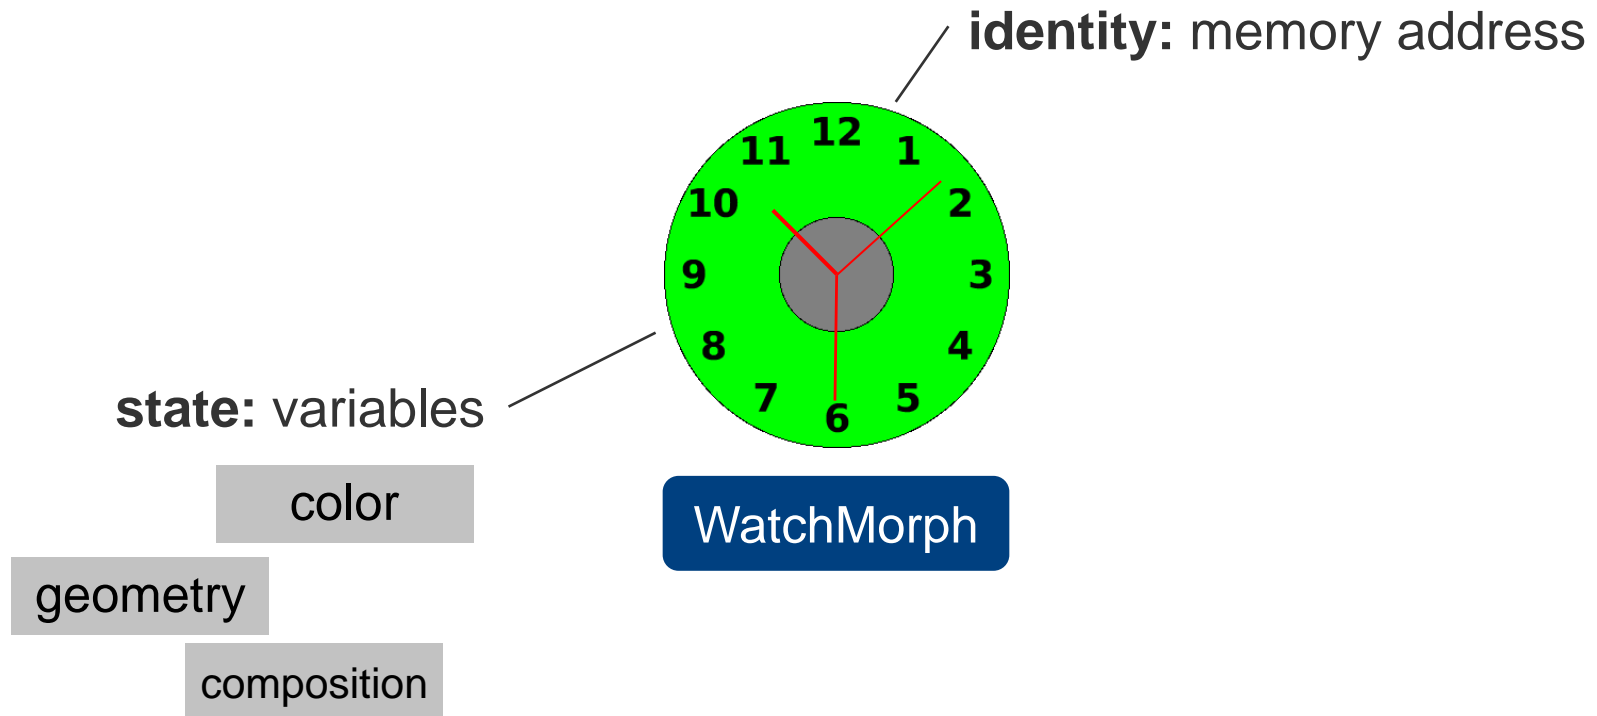 identity: memory address
12
11
1
10
2
9
3
8
4
7
5
6
state: variables
color
WatchMorph
geometry
composition